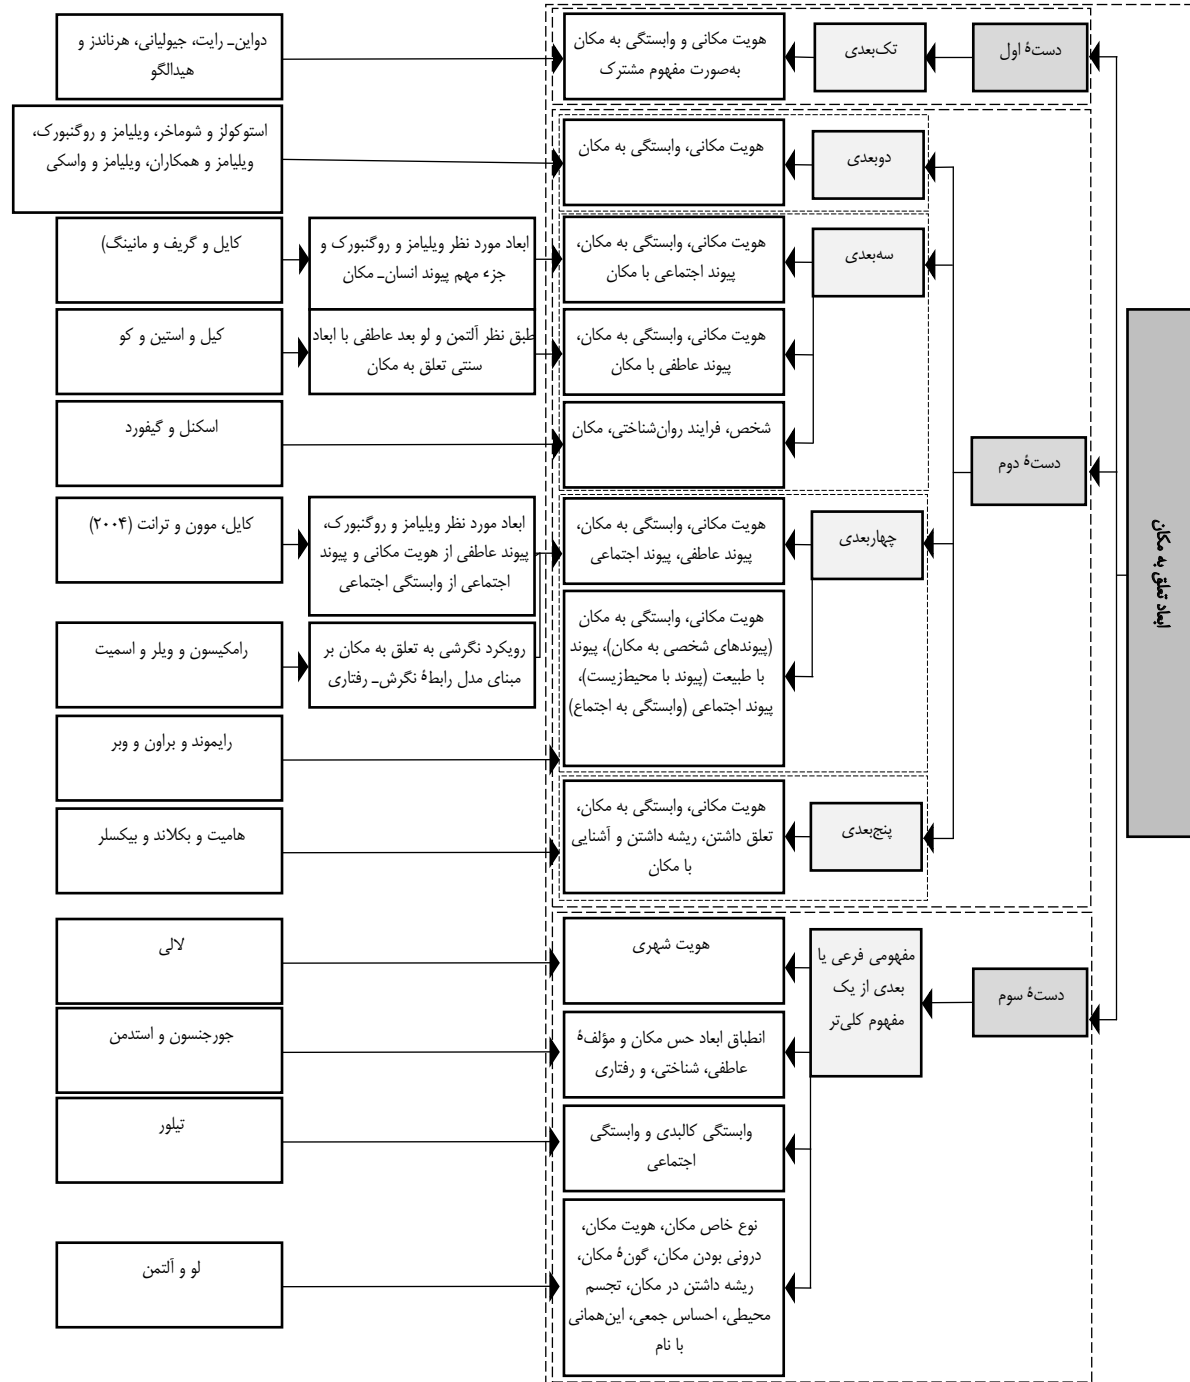 ابعاد تعلق به مکان
دستهٔ اول
تک‌بعدی
هویت مکانی و وابستگی به مکان
به‌صورت مفهوم مشترک
دواین- رایت، جیولیانی، هرناندز و
هیدالگو
دستهٔ دوم
دوبعدی
هویت مکانی، وابستگی به مکان
استوکولز و شوماخر، ویلیامز و روگنبورک،
ویلیامز و همکاران، ویلیامز و واسکی
سه‌بعدی
هویت مکانی، وابستگی به مکان،
پیوند اجتماعی با مکان
ابعاد مورد نظر ویلیامز و روگنبورک و
جزء مهم پیوند انسان- مکان
کایل و گریف و مانینگ)
هویت مکانی، وابستگی به مکان،
پیوند عاطفی با مکان
طبق نظر آلتمن و لو بعد عاطفی با ابعاد
سنتی تعلق به مکان
کیل و استین و کو
شخص، فرایند روان‌شناختی، مکان
اسکنل و گیفورد
چهاربعدی
هویت مکانی، وابستگی به مکان،
پیوند عاطفی، پیوند اجتماعی
ابعاد مورد نظر ویلیامز و روگنبورک،
پیوند عاطفی از هویت مکانی و پیوند
اجتماعی از وابستگی اجتماعی
کایل، موون و ترانت (۲۰۰۴)
هویت مکانی، وابستگی به مکان
(پیوندهای شخصی به مکان)، پیوند
با طبیعت (پیوند با محیط‌زیست)،
پیوند اجتماعی (وابستگی به اجتماع)
رویکرد نگرشی به تعلق به مکان بر
مبنای مدل رابطهٔ نگرش- رفتاری
رامکیسون و ویلر و اسمیت
رایموند و براون و وبر
پنج‌بعدی
هویت مکانی، وابستگی به مکان،
تعلق داشتن، ریشه داشتن و آشنایی
با مکان
هامیت و بکلاند و بیکسلر
دستهٔ سوم
مفهومی فرعی یا
بعدی از یک
مفهوم کلی‌تر
هویت شهری
لالی
انطباق ابعاد حس مکان و مؤلفهٔ
عاطفی، شناختی، و رفتاری
جورجنسون و استدمن
وابستگی کالبدی و وابستگی
اجتماعی
تیلور
نوع خاص مکان، هویت مکان،
درونی بودن مکان، گونهٔ مکان،
ریشه داشتن در مکان، تجسم
محیطی، احساس جمعی، این‌همانی
با نام
لو و آلتمن